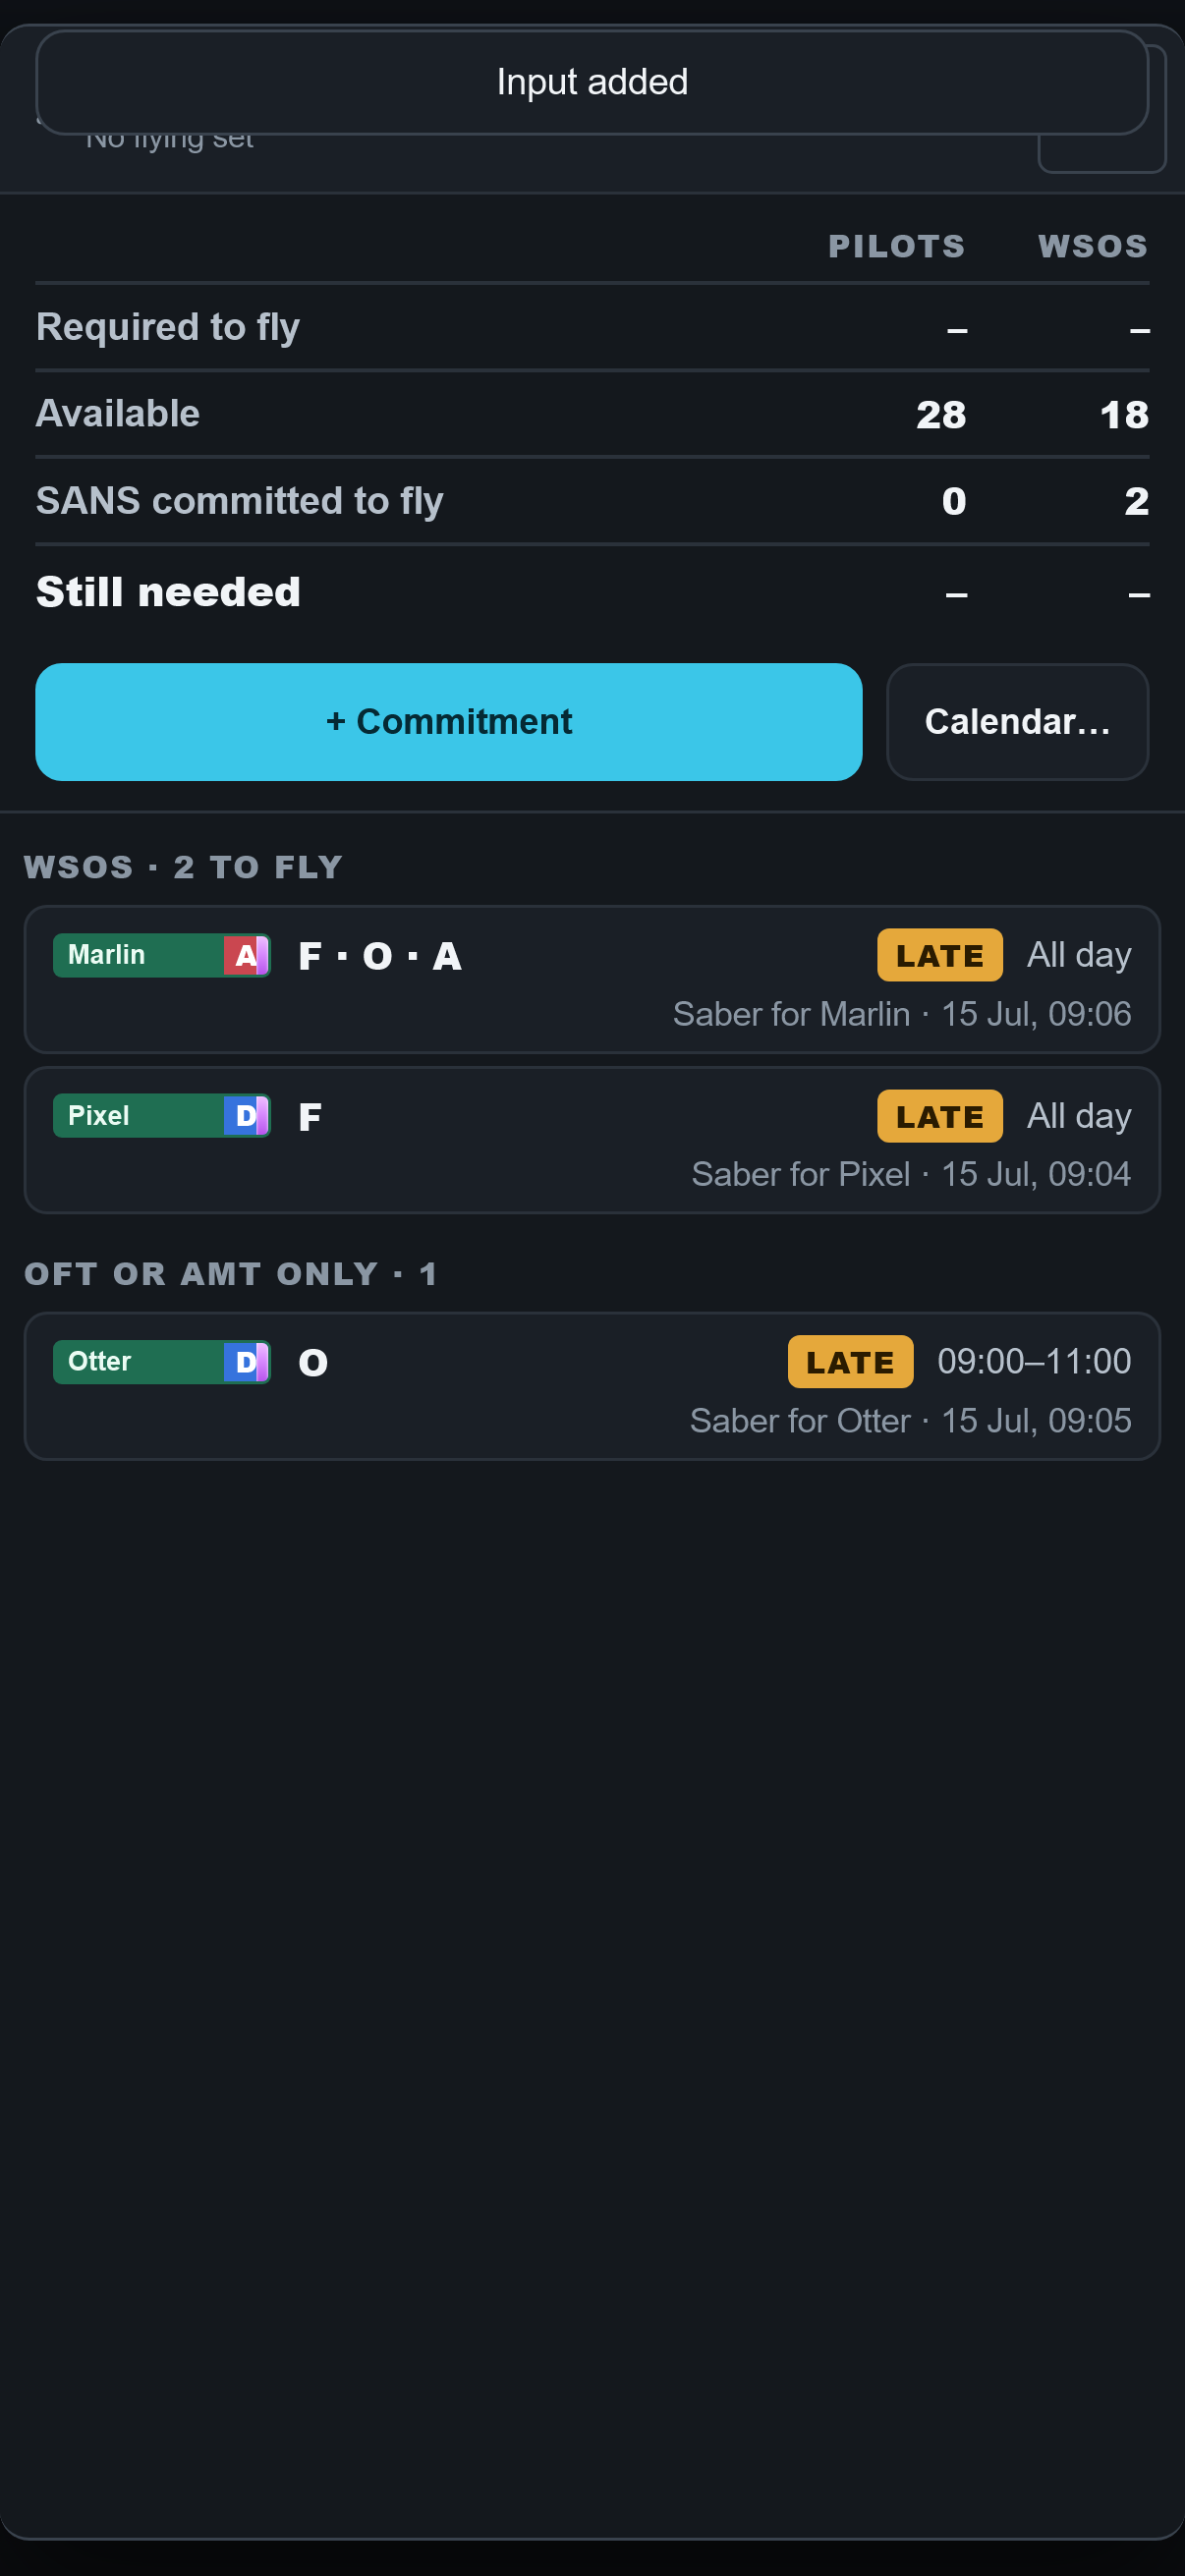 Input added
No flying set
PILOTS WSOS
Required to fly – –
Available 28 18
SANS committed to fly 0 2
Still needed – –
+ Commitment Calendar…
WSOS · 2 TO FLY
Marlin A F · O · A LATE All day
Saber for Marlin · 15 Jul, 09:06
Pixel D F LATE All day
Saber for Pixel · 15 Jul, 09:04
OFT OR AMT ONLY · 1
Otter D O LATE 09:00–11:00
Saber for Otter · 15 Jul, 09:05